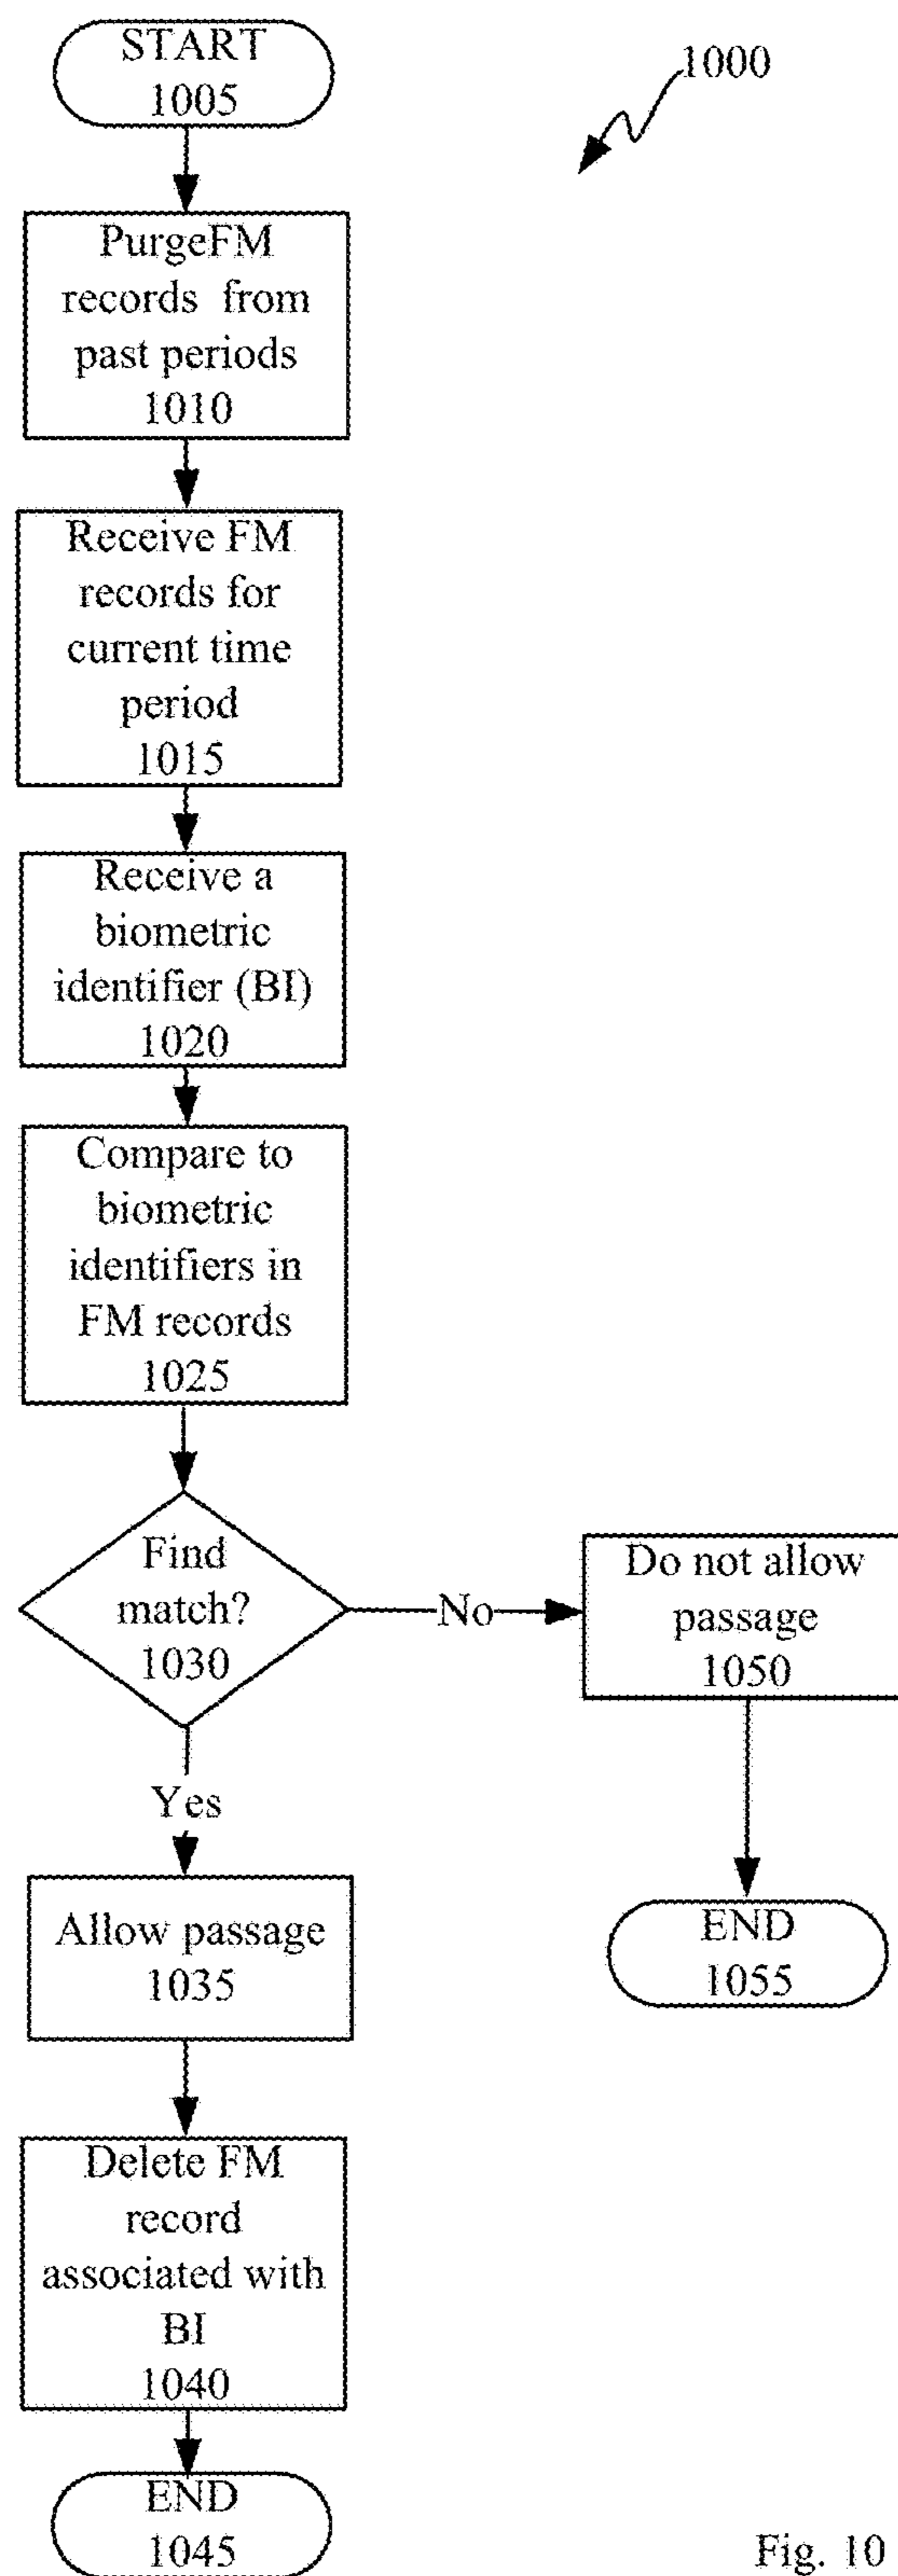 START
1005
1000
PurgeFM
records from
past periods
1010
Receive FM
records for
current time
period
1015
Receive a
biometric
identifier (BI)
1020
Compare to
biometric
identifiers in
FM records
1025
Find
match?
1030
No
Do not allow
passage
1050
END
1055
Yes
Allow passage
1035
Delete FM
record
associated with
BI
1040
END
1045
Fig. 10